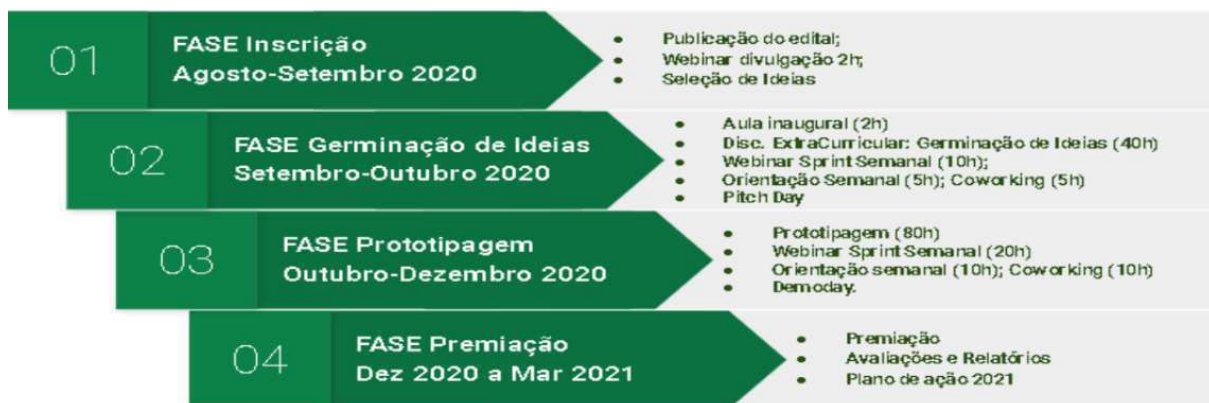 01
FASE Inscrição
Agosto-Setembro 2020
• Publicação do edital;
• Webinar divulgação 2h;
• Seleção de Ideias
02
FASE Germinação de Ideias
Setembro-Outubro 2020
• Aula inaugural (2h)
• Disc. ExtraCurricular: Germinação de Ideias (40h)
• Webinar Sprint Semanal (10h);
• Orientação Semanal (5h); Coworking (5h)
• Pitch Day
03
FASE Prototipagem
Outubro-Dezembro 2020
• Prototipagem (80h)
• Webinar Sprint Semanal (20h)
• Orientação semanal (10h); Coworking (10h)
• Demoday.
04
FASE Premiação
Dez 2020 a Mar 2021
• Premiação
• Avaliações e Relatórios
• Plano de ação 2021